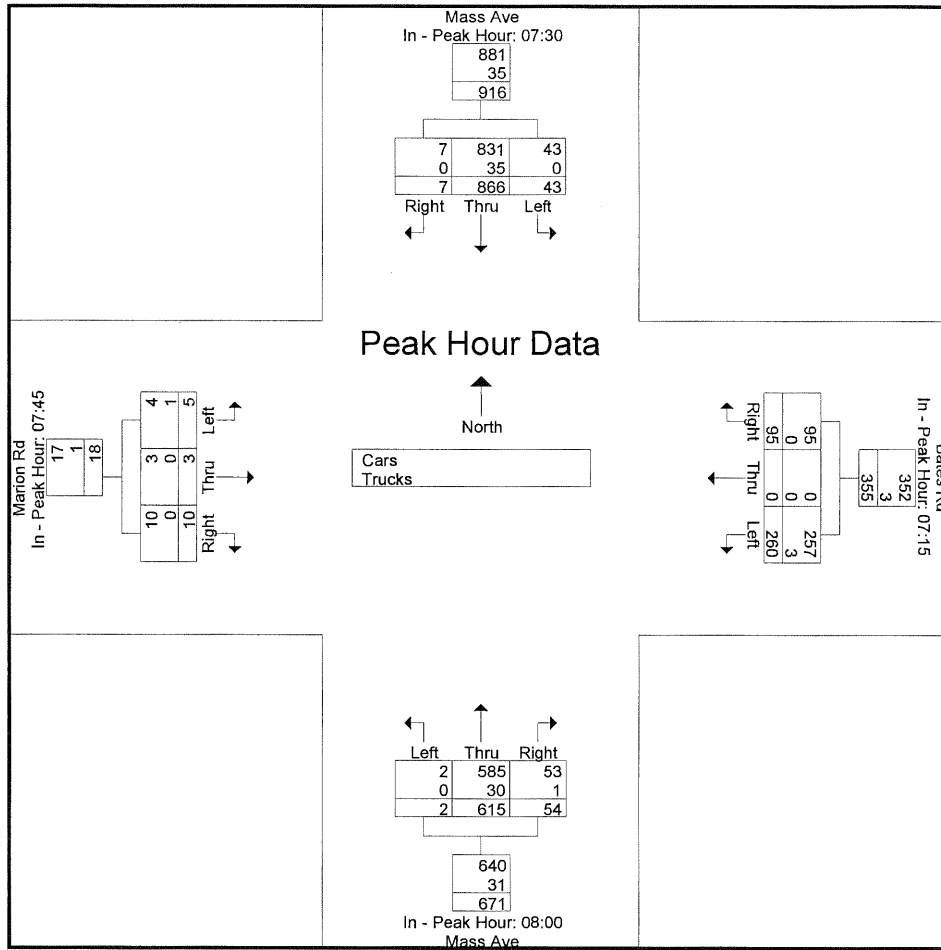 Mass Ave
In - Peak Hour: 07:30
881
35
916
7 831 43
0 35 0
7 866 43
Right Thru Left
Peak Hour Data
North
Cars
Trucks
Marion Rd
In - Peak Hour: 07:45
17
1
18
4 3 10
1 0 0
5 3 10
Left Thru Right
In - Peak Hour: 07:15
352
3
355
95 0 257
0 0 3
95 0 260
Right Thru Left
Left Thru Right
2 585 53
0 30 1
2 615 54
640
31
671
In - Peak Hour: 08:00
Mass Ave